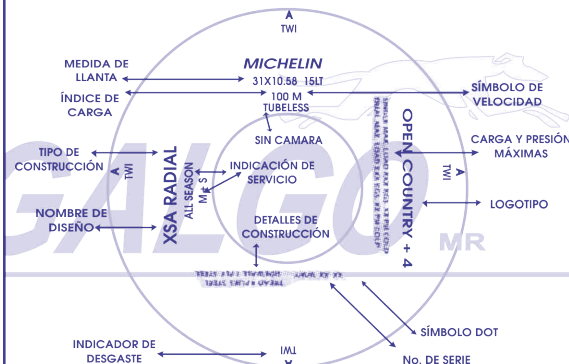 TWI
MICHELIN
31X10.58 15LT
100 M
TUBELESS
MEDIDA DE
LLANTA
ÍNDICE DE
CARGA
SÍMBOLO DE
VELOCIDAD
SIN CAMARA
TIPO DE
CONSTRUCCIÓN
A
TWI
XSA RADIAL
ALL SEASON
M + S
INDICACIÓN DE
SERVICIO
OPEN COUNTRY + 4
CARGA Y PRESIÓN
MÁXIMAS
A
TWI
NOMBRE DE
DISEÑO
DETALLES DE
CONSTRUCCIÓN
LOGOTIPO
GALGO
MR
INDICADOR DE
DESGASTE
TWI
A
SÍMBOLO DOT
No. DE SERIE